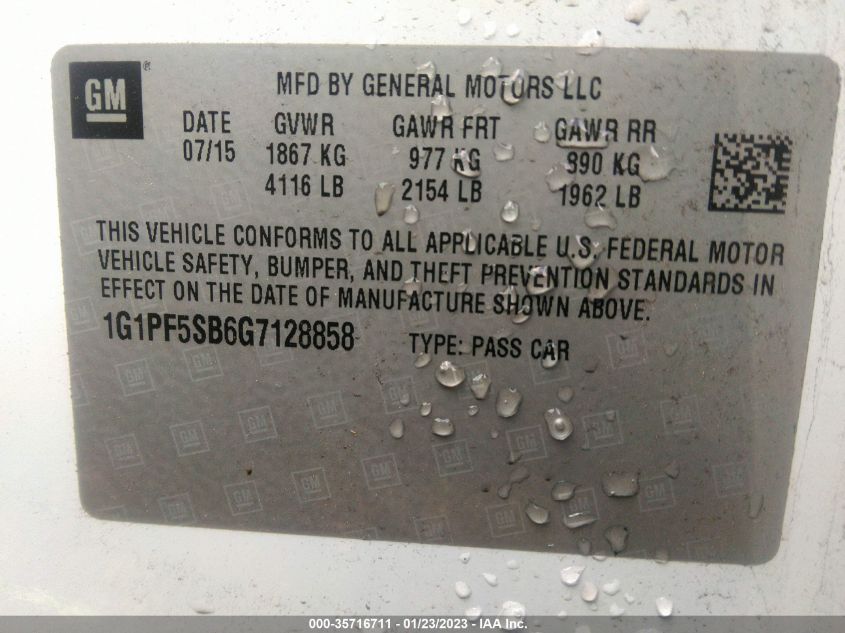 GM ® MFD BY GENERAL MOTORS LLC
DATE GVWR GAWR FRT GAWR RR
07/15 1867 KG 977 KG 890 KG
4116 LB 2154 LB 1962 LB
THIS VEHICLE CONFORMS TO ALL APPLICABLE U.S. FEDERAL MOTOR
VEHICLE SAFETY, BUMPER, AND THEFT PREVENTION STANDARDS IN
EFFECT ON THE DATE OF MANUFACTURE SHOWN ABOVE.
1G1PF5SB6G7128858 TYPE: PASS CAR
000-35716711 — 01/23/2023 — IAA Inc.